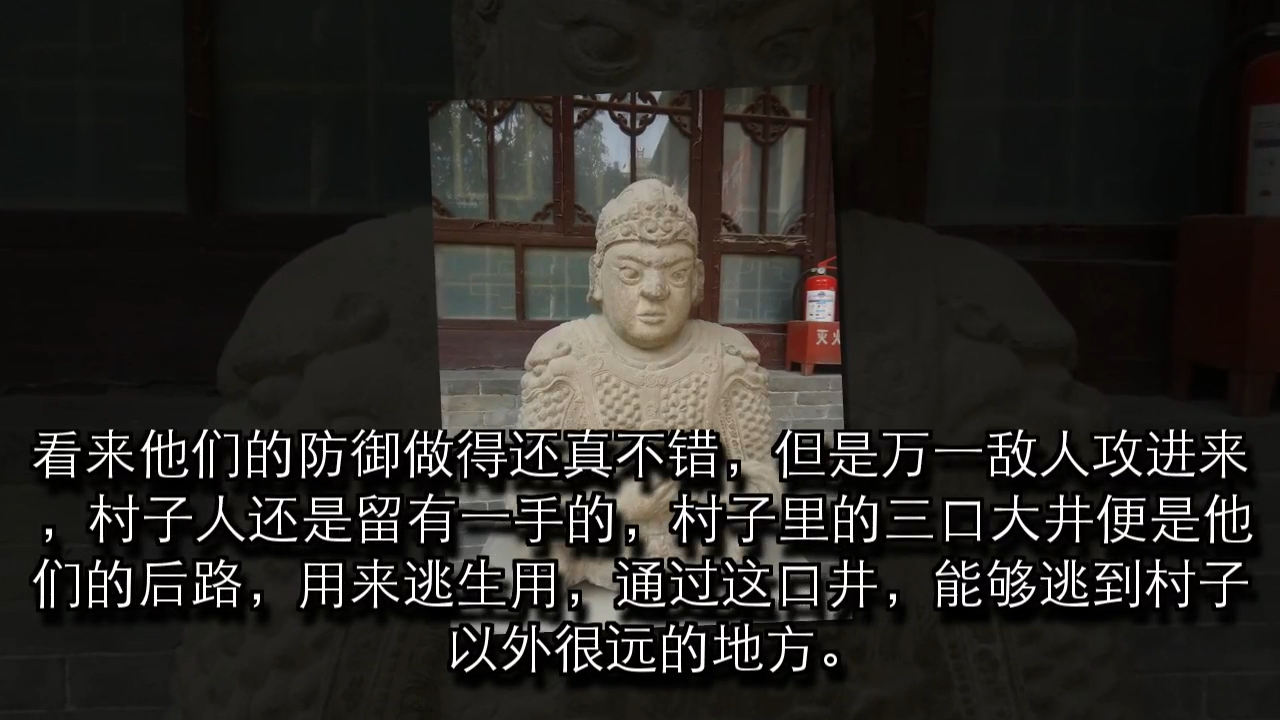 灭火
看来他们的防御做得还真不错，但是万一敌人攻进来
，村子人还是留有一手的，村子里的三口大井便是他
们的后路，用来逃生用，通过这口井，能够逃到村子
以外很远的地方。